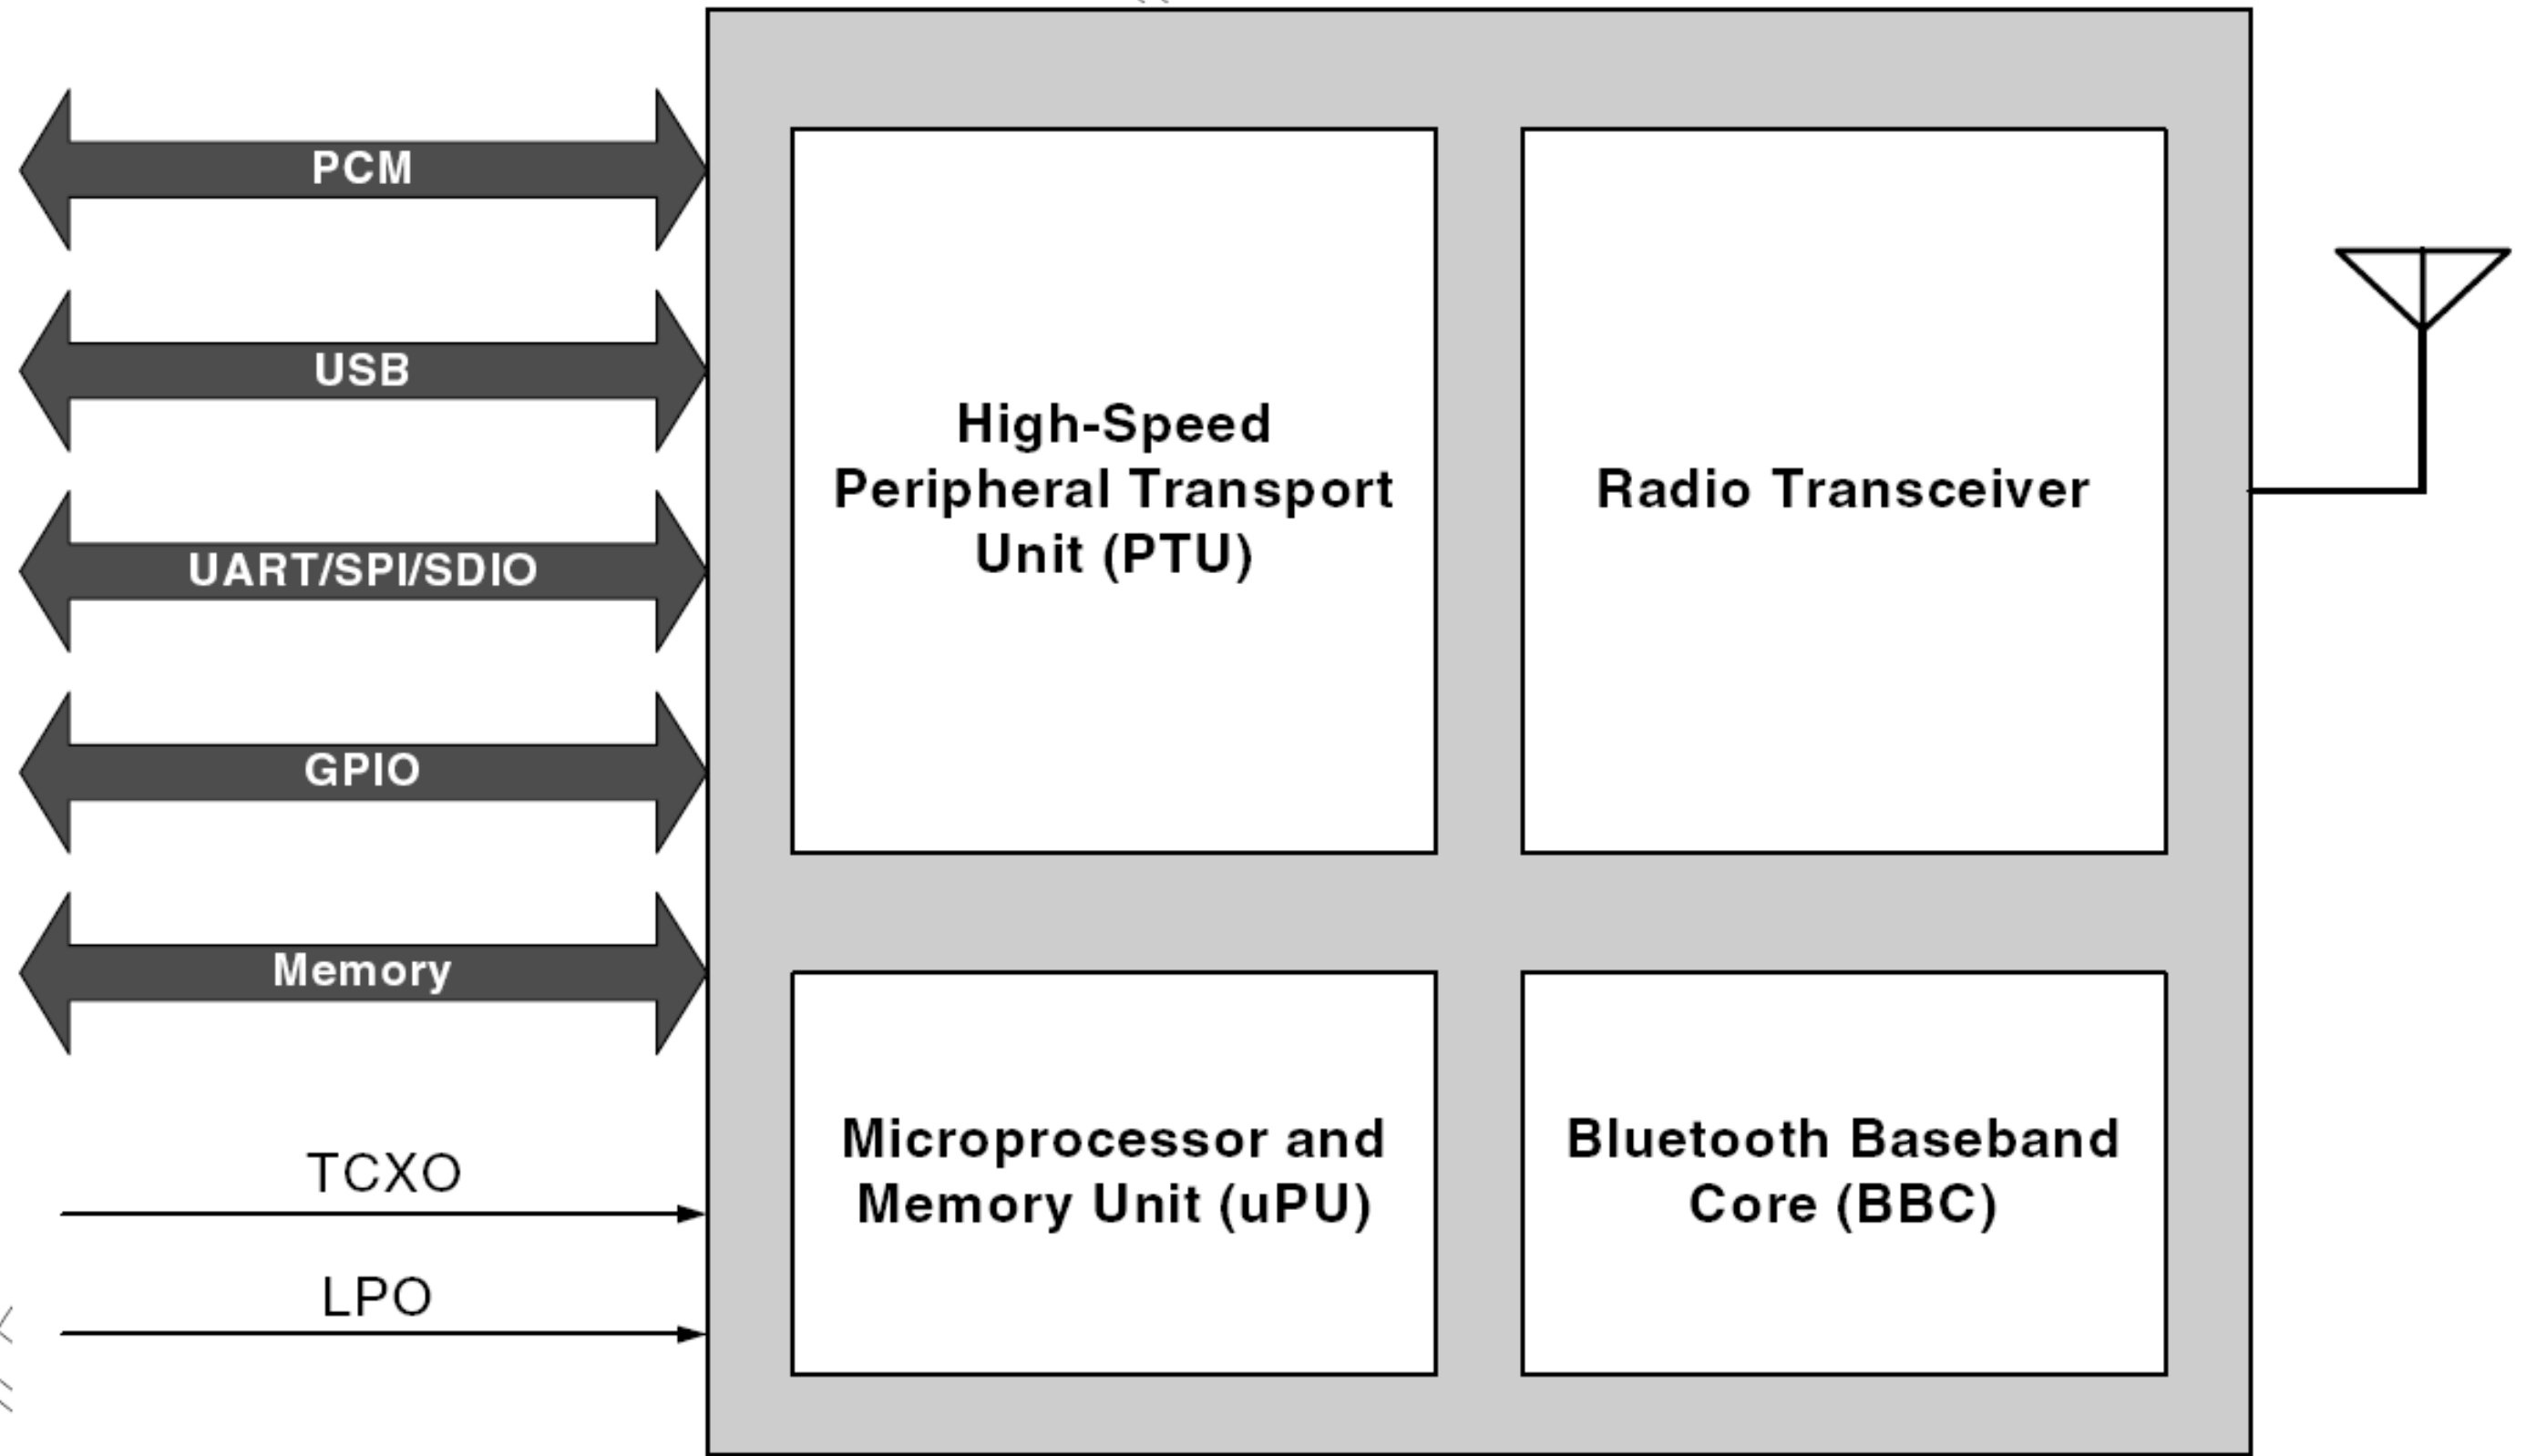 PCM
USB
UART/SPI/SDIO
GPIO
Memory
TCXO
LPO
High-Speed
Peripheral Transport
Unit (PTU)
Radio Transceiver
Microprocessor and
Memory Unit (uPU)
Bluetooth Baseband
Core (BBC)